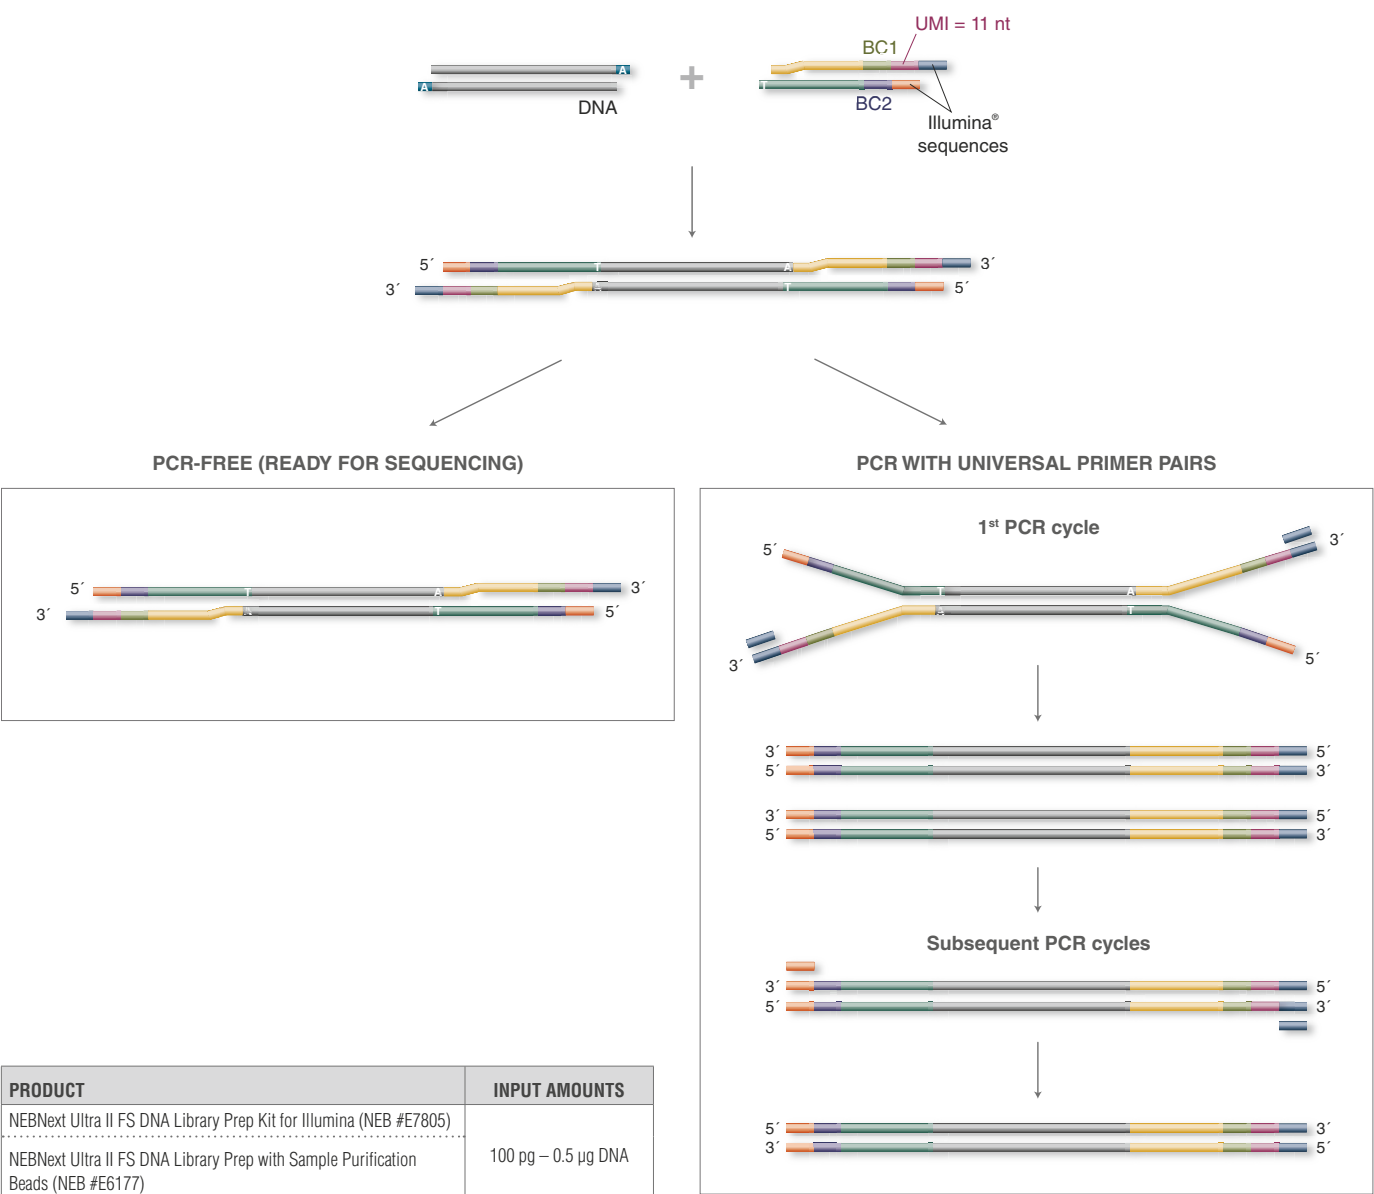 UMI = 11 nt
BC1
A
A
DNA
+
T
BC2
Illumina®
sequences
5´ T A 3´
3´ A T 5´
PCR-FREE (READY FOR SEQUENCING)
5´ T A 3´
3´ A T 5´
PCR WITH UNIVERSAL PRIMER PAIRS
1st PCR cycle
5´ T A 3´
3´ A T 5´
3´ 5´
5´ 3´
3´ 5´
5´ 3´
Subsequent PCR cycles
3´ 5´
5´ 3´
5´ 3´
3´ 5´
PRODUCT INPUT AMOUNTS
NEBNext Ultra II FS DNA Library Prep Kit for Illumina (NEB #E7805)
NEBNext Ultra II FS DNA Library Prep with Sample Purification
Beads (NEB #E6177)
100 pg – 0.5 µg DNA